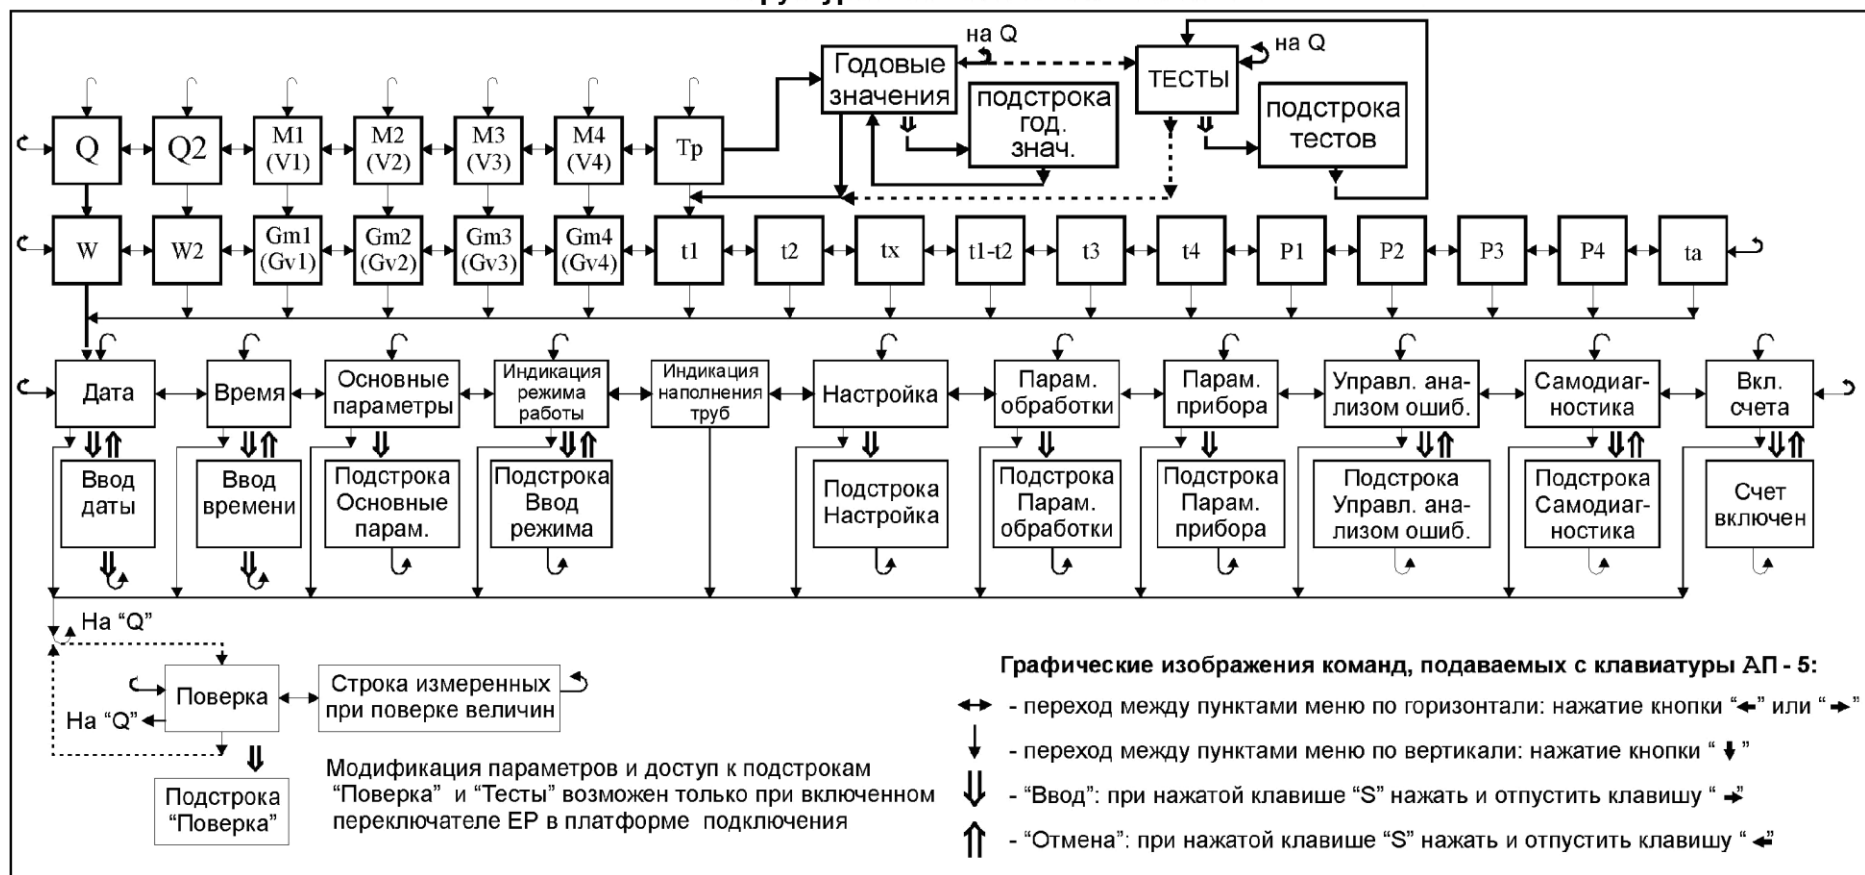 на Q
на Q
Годовые
значения
ТЕСТЫ
подстрока
год.
знач.
подстрока
тестов
Q
Q2
M1
(V1)
M2
(V2)
M3
(V3)
M4
(V4)
Тр
W
W2
Gm1
(Gv1)
Gm2
(Gv2)
Gm3
(Gv3)
Gm4
(Gv4)
t1
t2
tx
t1-t2
t3
t4
P1
P2
P3
P4
ta
Дата
Время
Основные
параметры
Индикация
режима
работы
Индикация
наполнения
труб
Настройка
Парам.
обработки
Парам.
прибора
Управл. ана-
лизом ошиб.
Самодиаг-
ностика
Вкл.
счета
Ввод
даты
Ввод
времени
Подстрока
Основные
парам.
Подстрока
Ввод
режима
Подстрока
Настройка
Подстрока
Парам.
обработки
Подстрока
Парам.
прибора
Подстрока
Управл. ана-
лизом ошиб.
Подстрока
Самодиаг-
ностика
Счет
включен
На “Q”
Поверка
Строка измеренных
при поверке величин
На “Q”
Подстрока
“Поверка”
Модификация параметров и доступ к подстрокам
“Поверка” и “Тесты” возможен только при включенном
переключателе EP в платформе подключения
Графические изображения команд, подаваемых с клавиатуры АП - 5:
- переход между пунктами меню по горизонтали: нажатие кнопки “←” или “→”
- переход между пунктами меню по вертикали: нажатие кнопки “↓”
- “Ввод”: при нажатой клавише “S” нажать и отпустить клавишу “→”
- “Отмена”: при нажатой клавише “S” нажать и отпустить клавишу “←